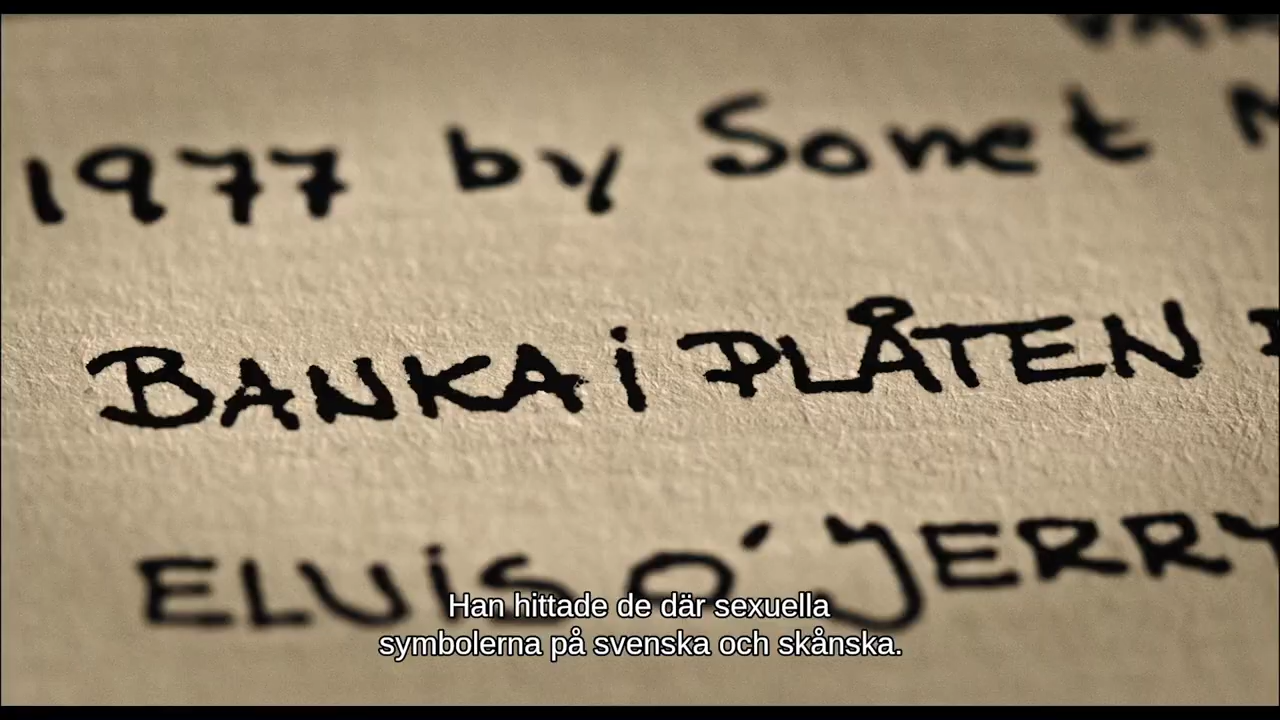 1977 by Sonet
BANKA i PLÅTEN
ELViS O' JERRY
Han hittade de där sexuella
symbolerna på svenska och skånska.